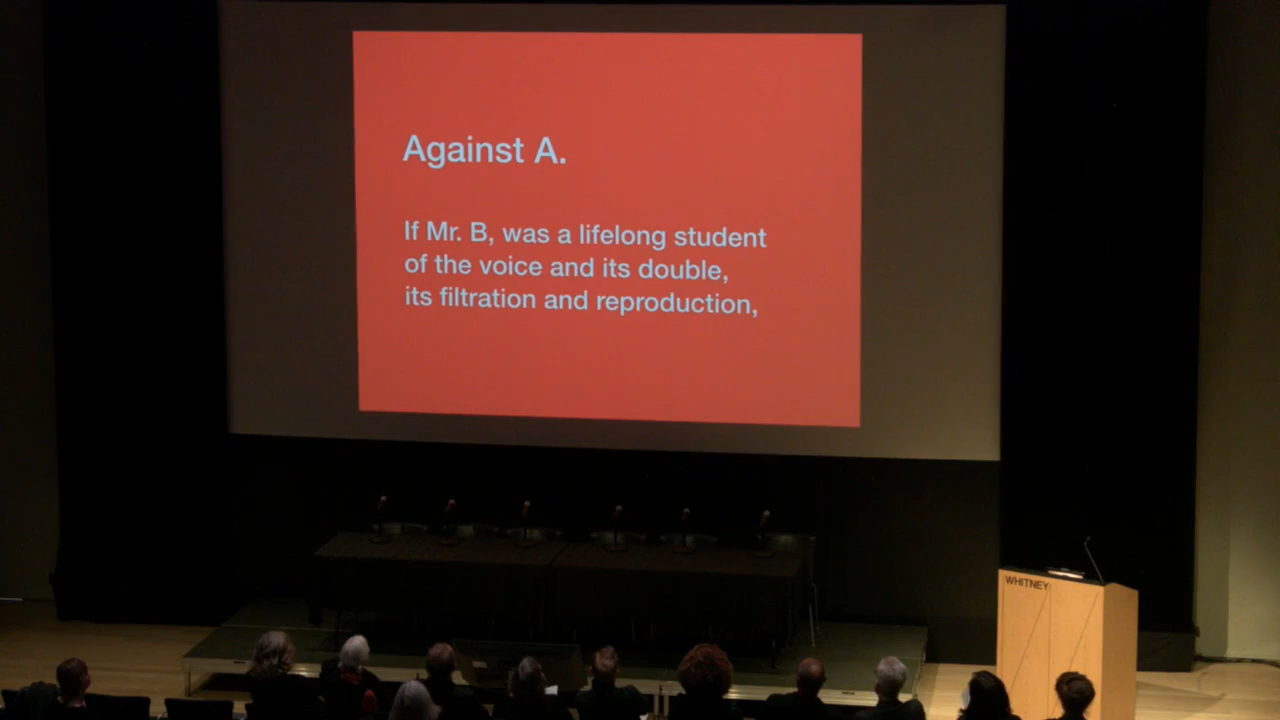 Against A.
If Mr. B, was a lifelong student
of the voice and its double,
its filtration and reproduction,
WHITNEY